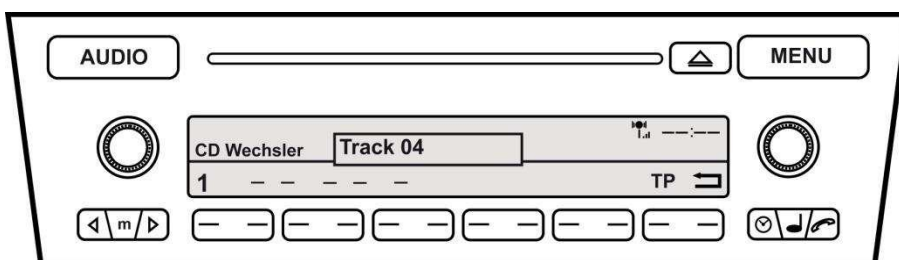 AUDIO
MENU
CD Wechsler
Track 04
--:--
1 – – – – –
TP
m